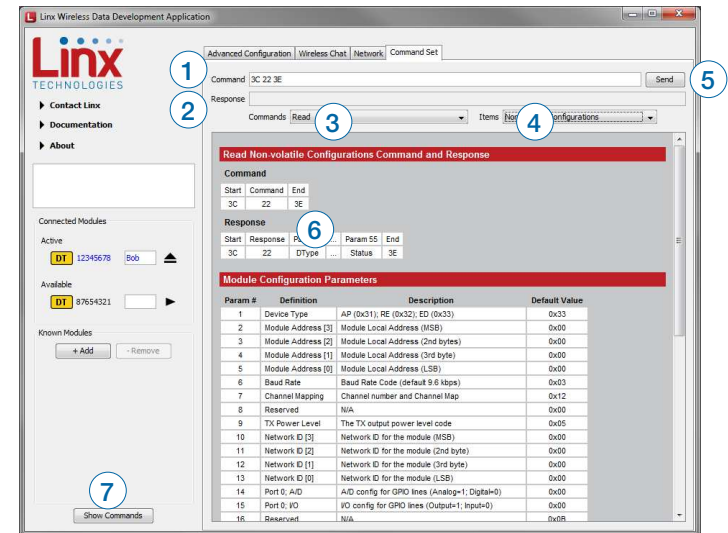 Linx Wireless Data Development Application
Linx
TECHNOLOGIES
Contact Linx
Documentation
About
Connected Modules
Active
DT 12345678 Bob
Available
DT 87654321
Known Modules
+ Add - Remove
7
Show Commands
Advanced Configuration Wireless Chat Network Command Set
1 Command 3C 22 3E Send 5
2 Response
Commands Read 3 Items 4 Configurations
Read Non-volatile Configurations Command and Response
Command
Start Command End
3C 22 3E
Response 6
Start Response ... Param 55 End
3C 22 DType ... Status 3E
Module Configuration Parameters
Param # Definition Description Default Value
1 Device Type AP (0x31); RE (0x32); ED (0x33) 0x33
2 Module Address [3] Module Local Address (MSB) 0x00
3 Module Address [2] Module Local Address (2nd bytes) 0x00
4 Module Address [1] Module Local Address (3rd byte) 0x00
5 Module Address [0] Module Local Address (LSB) 0x00
6 Baud Rate Baud Rate Code (default 9.6 kbps) 0x03
7 Channel Mapping Channel number and Channel Map 0x12
8 Reserved N/A 0x00
9 TX Power Level The TX output power level code 0x05
10 Network ID [3] Network ID for the module (MSB) 0x00
11 Network ID [2] Network ID for the module (2nd byte) 0x00
12 Network ID [1] Network ID for the module (3rd byte) 0x00
13 Network ID [0] Network ID for the module (LSB) 0x00
14 Port 0; A/D A/D config for GPIO lines (Analog=1; Digital=0) 0x00
15 Port 0; I/O I/O config for GPIO lines (Output=1; Input=0) 0x00
16 Reserved N/A 0x0B